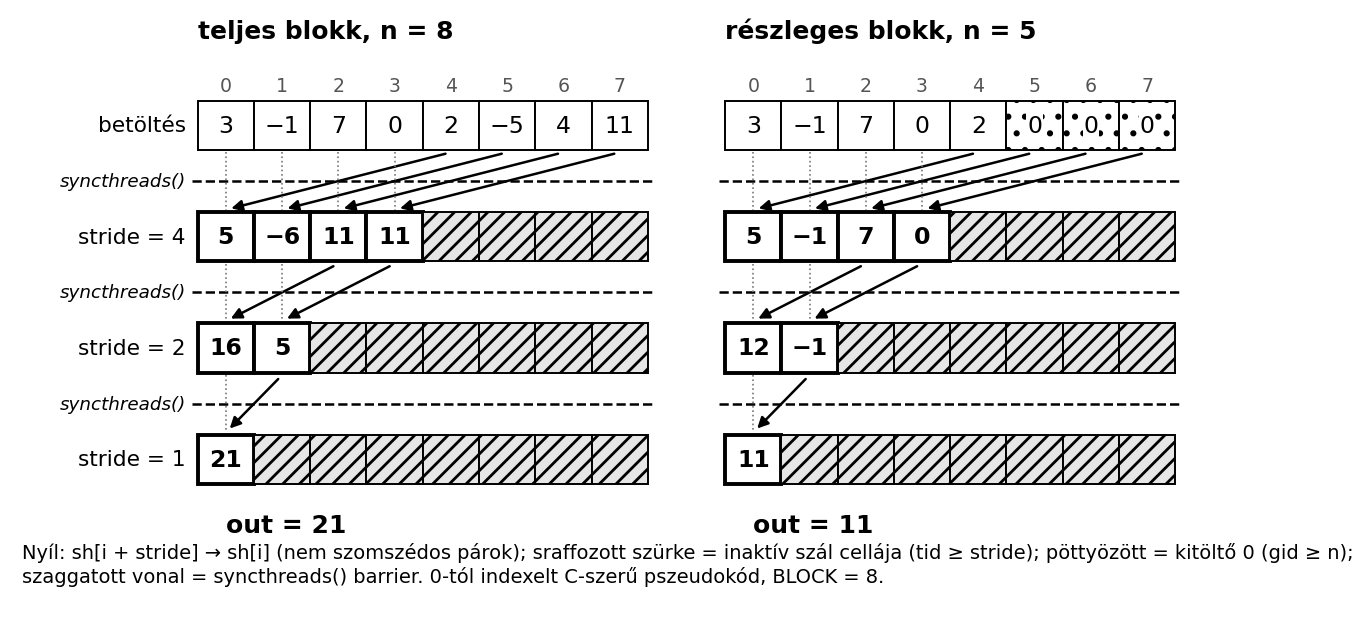 teljes blokk, n = 8 részleges blokk, n = 5
0 1 2 3 4 5 6 7 0 1 2 3 4 5 6 7
betöltés 3 −1 7 0 2 −5 4 11 3 −1 7 0 2 0 0 0
syncthreads()
stride = 4 5 −6 11 11 5 −1 7 0
syncthreads()
stride = 2 16 5 12 −1
syncthreads()
stride = 1 21 11
out = 21 out = 11
Nyíl: sh[i + stride] → sh[i] (nem szomszédos párok); sraffozott szürke = inaktív szál cellája (tid ≥ stride); pöttyözött = kitöltő 0 (gid ≥ n);
szaggatott vonal = syncthreads() barrier. 0-tól indexelt C-szerű pszeudokód, BLOCK = 8.